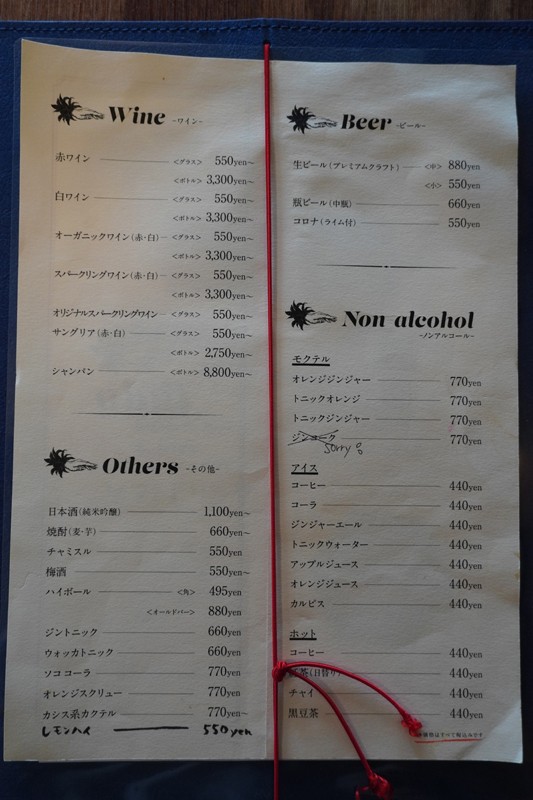 Wine -ワイン-
赤ワイン <グラス> 550yen~
<ボトル> 3,300yen~
白ワイン <グラス> 550yen~
<ボトル> 3,300yen~
オーガニックワイン(赤・白) <グラス> 550yen~
<ボトル> 3,300yen~
スパークリングワイン(赤・白) <グラス> 550yen~
<ボトル> 3,300yen~
オリジナルスパークリングワイン 550yen~
サングリア(赤・白) <グラス> 550yen~
<ボトル> 2,750yen~
シャンパン <ボトル> 8,800yen~
Others -その他-
日本酒(純米吟醸) 1,100yen~
焼酎(麦・芋) 660yen~
チャミスル 550yen
梅酒 550yen~
ハイボール <角> 495yen
<オールドパー> 880yen
ジントニック 660yen
ウォッカトニック 660yen
ソココーラ 770yen
オレンジスクリュー 770yen
カシス系カクテル 770yen~
レモンハイ 550yen
Beer -ビール-
生ビール(プレミアムクラフト) <中> 880yen
<小> 550yen
瓶ビール(中瓶) 660yen
コロナ(ライム付) 550yen
Non alcohol
-ノンアルコール-
モクテル
オレンジジンジャー 770yen
トニックオレンジ 770yen
トニックジンジャー 770yen
770yen
sorry
アイス
コーヒー 440yen
コーラ 440yen
ジンジャーエール 440yen
トニックウォーター 440yen
アップルジュース 440yen
オレンジジュース 440yen
カルピス 440yen
ホット
コーヒー 440yen
茶(日替り) 440yen
チャイ 440yen
黒豆茶 440yen
価格はすべて税込みです